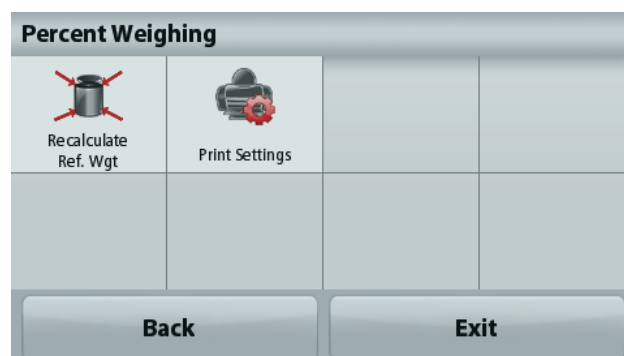 Percent Weighing
Recalculate
Ref. Wgt
Print Settings
Back
Exit